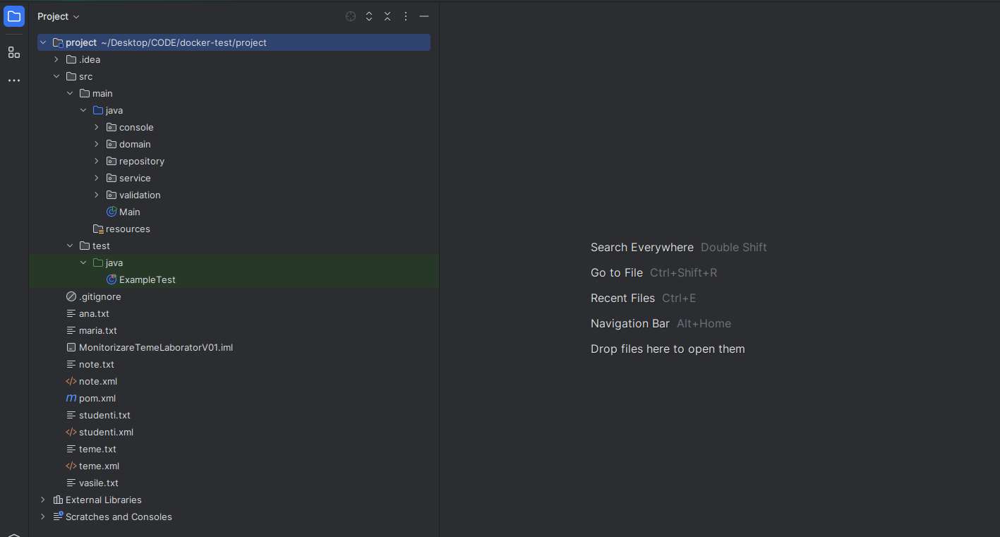 Project
project ~/Desktop/CODE/docker-test/project
.idea
src
main
java
console
domain
repository
service
validation
Main
resources
test
java
ExampleTest
.gitignore
ana.txt
maria.txt
MonitorizareTemeLaboratorV01.iml
note.txt
note.xml
pom.xml
studenti.txt
studenti.xml
teme.txt
teme.xml
vasile.txt
External Libraries
Scratches and Consoles
Search Everywhere Double Shift
Go to File Ctrl+Shift+R
Recent Files Ctrl+E
Navigation Bar Alt+Home
Drop files here to open them